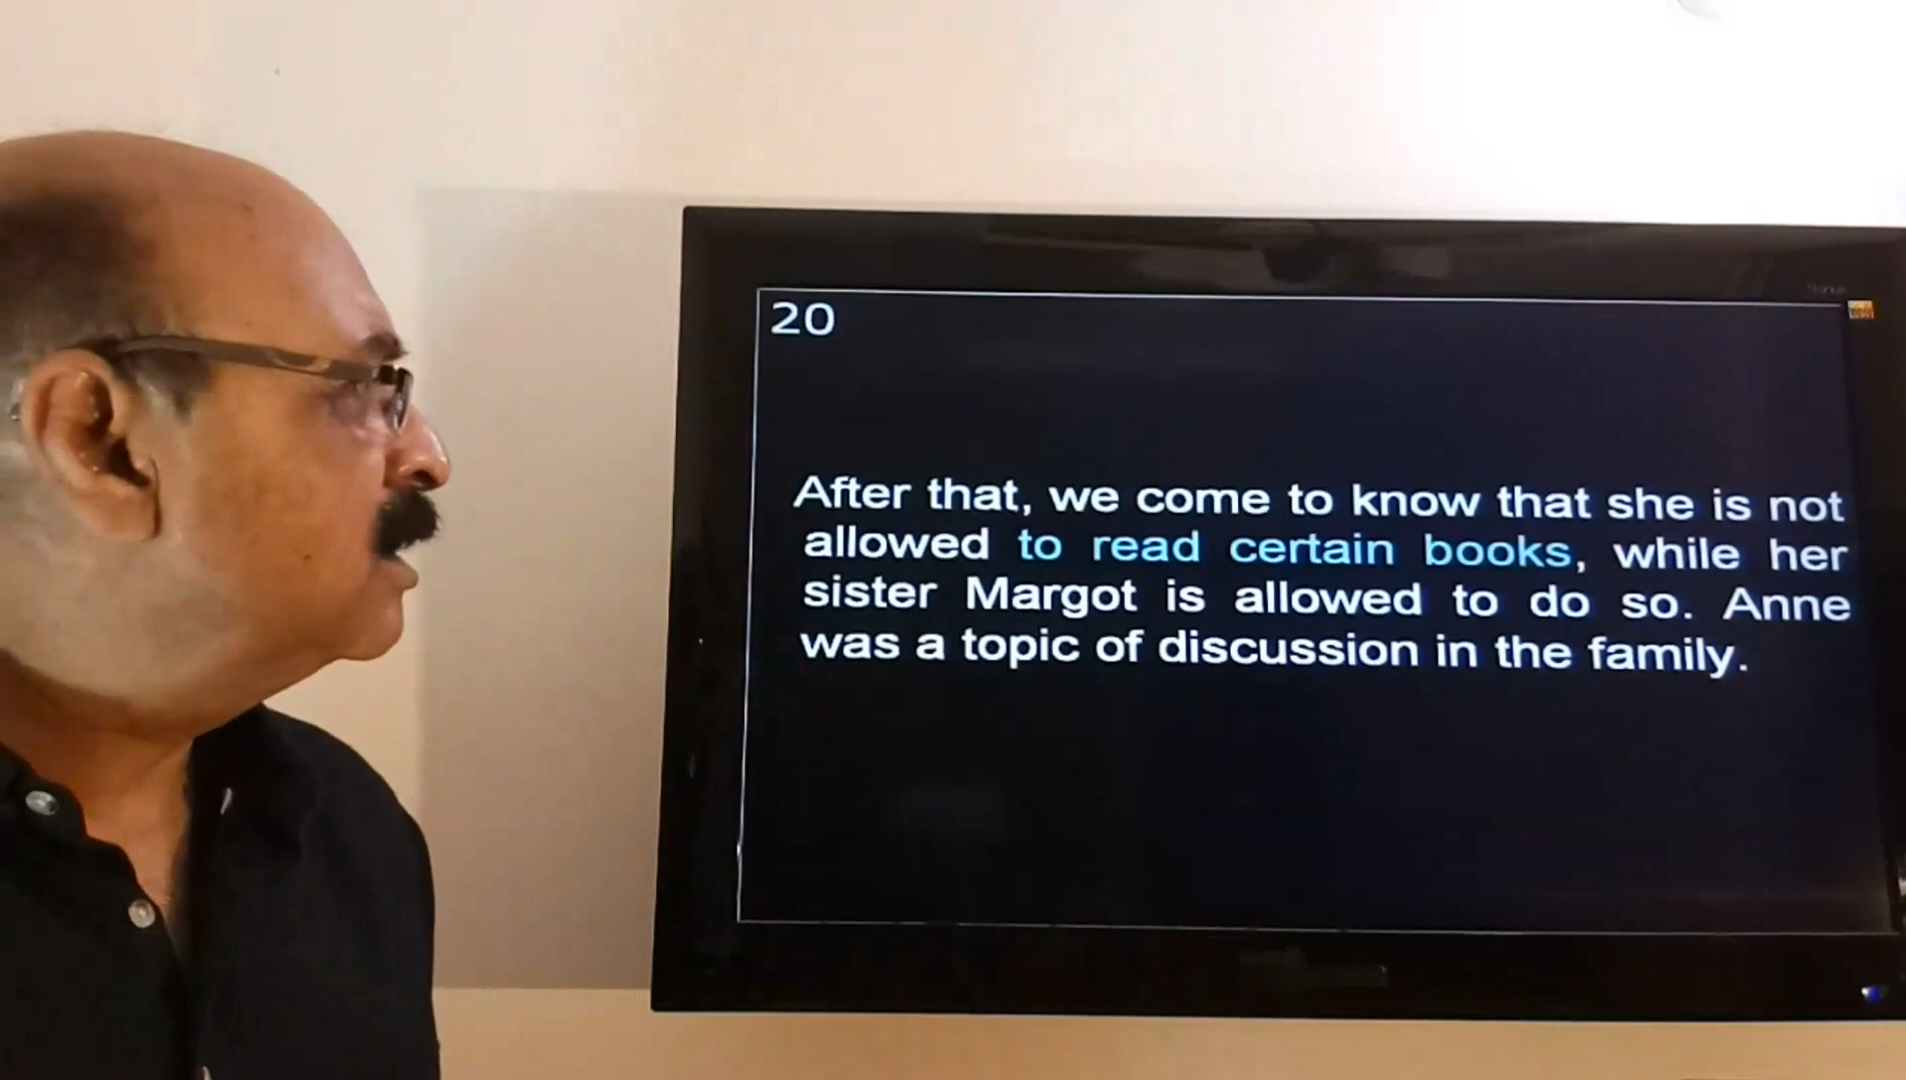 20
After that, we come to know that she is not
allowed to read certain books, while her
sister Margot is allowed to do so. Anne
was a topic of discussion in the family.